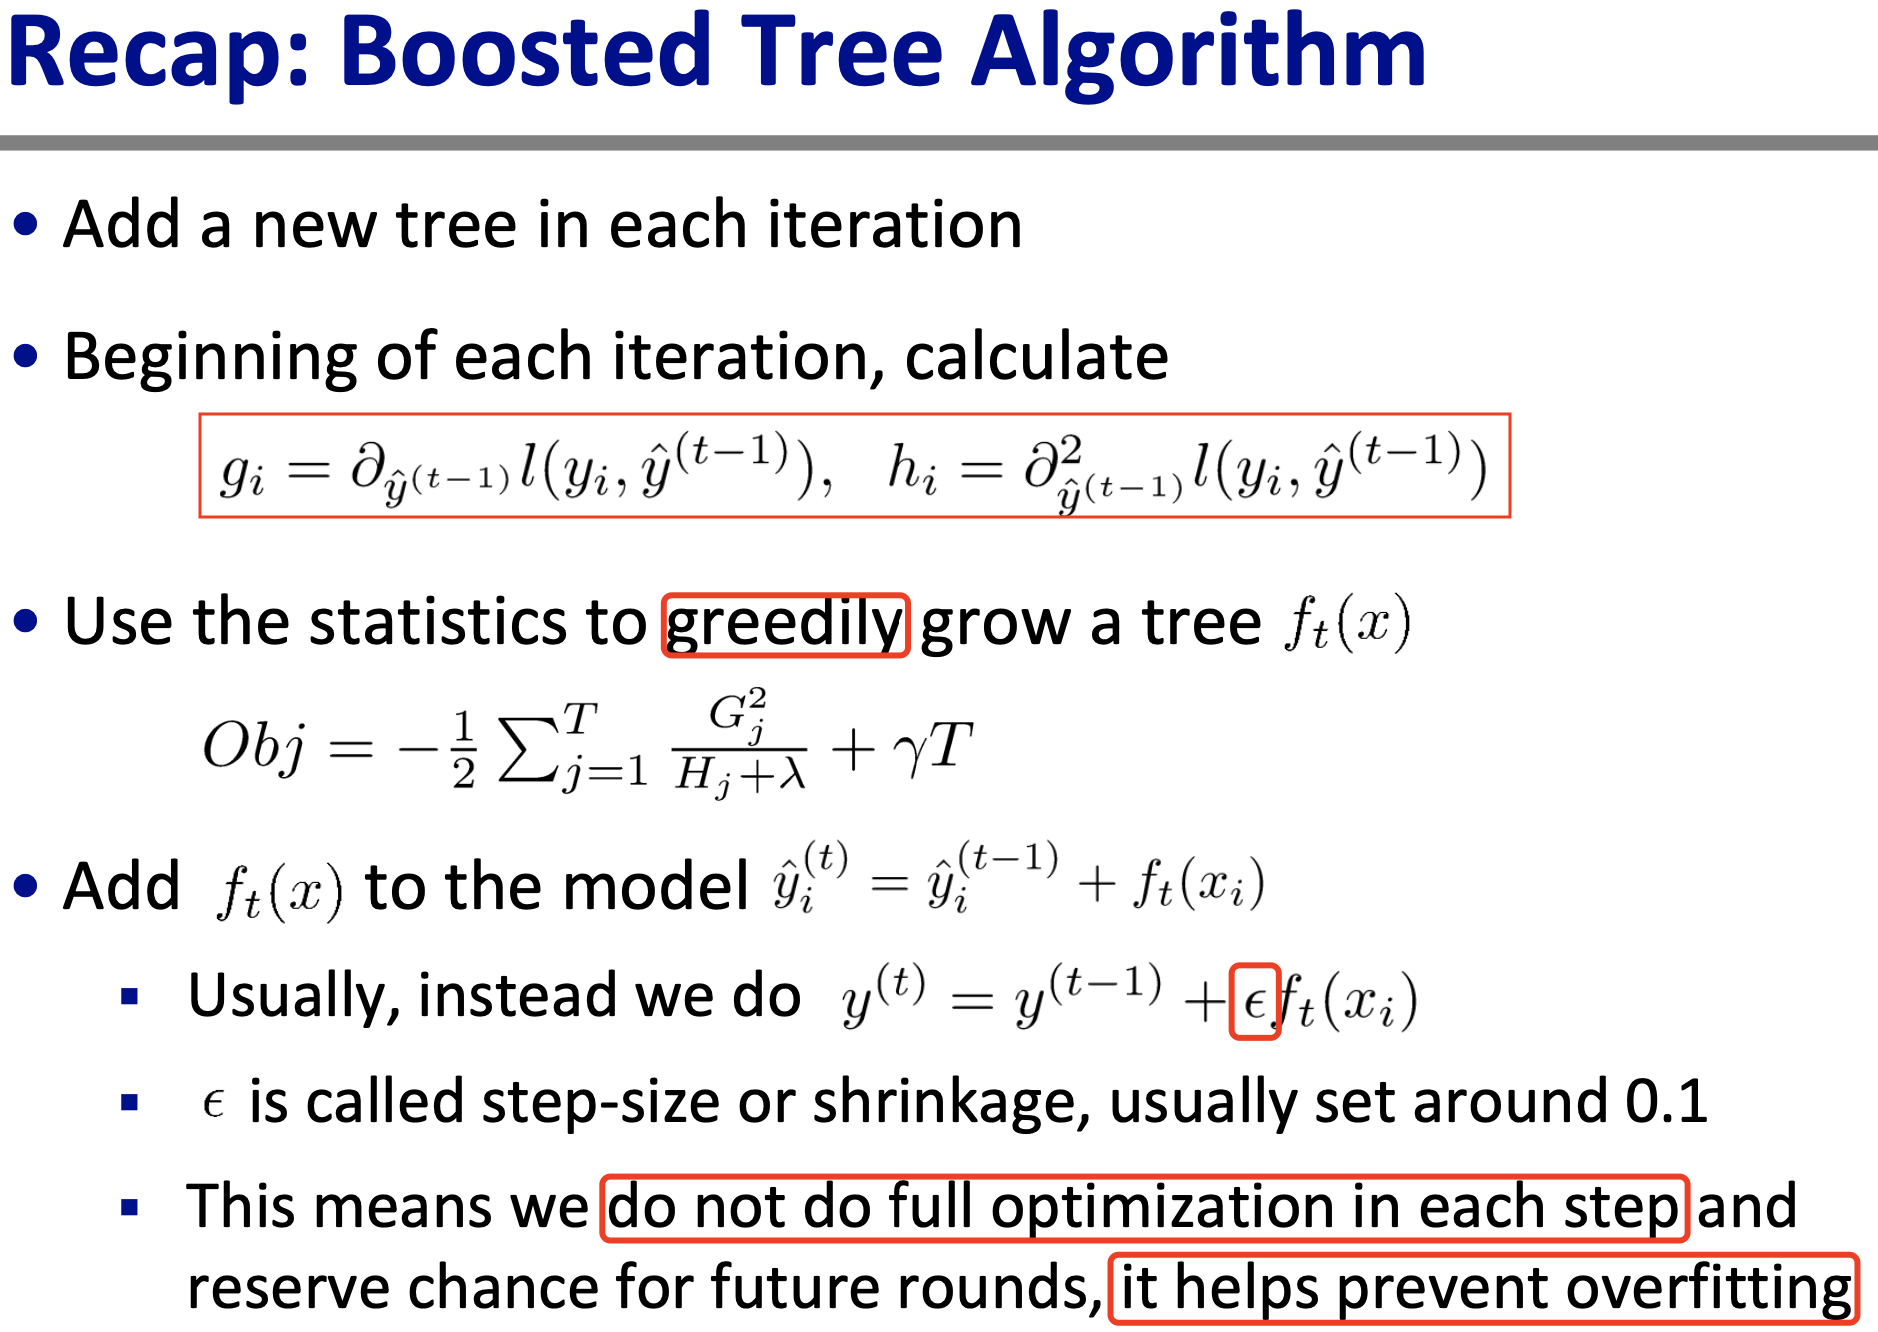 Recap: Boosted Tree Algorithm
• Add a new tree in each iteration
• Beginning of each iteration, calculate
$g_i = \partial_{\hat{y}^{(t-1)}} l(y_i, \hat{y}^{(t-1)}), \quad h_i = \partial^2_{\hat{y}^{(t-1)}} l(y_i, \hat{y}^{(t-1)})$
• Use the statistics to greedily grow a tree $f_t(x)$
$Obj = -\frac{1}{2} \sum_{j=1}^{T} \frac{G_j^2}{H_j + \lambda} + \gamma T$
• Add $f_t(x)$ to the model $\hat{y}_i^{(t)} = \hat{y}_i^{(t-1)} + f_t(x_i)$
▪ Usually, instead we do $y^{(t)} = y^{(t-1)} + \epsilon f_t(x_i)$
▪ $\epsilon$ is called step-size or shrinkage, usually set around 0.1
▪ This means we do not do full optimization in each step and
reserve chance for future rounds, it helps prevent overfitting